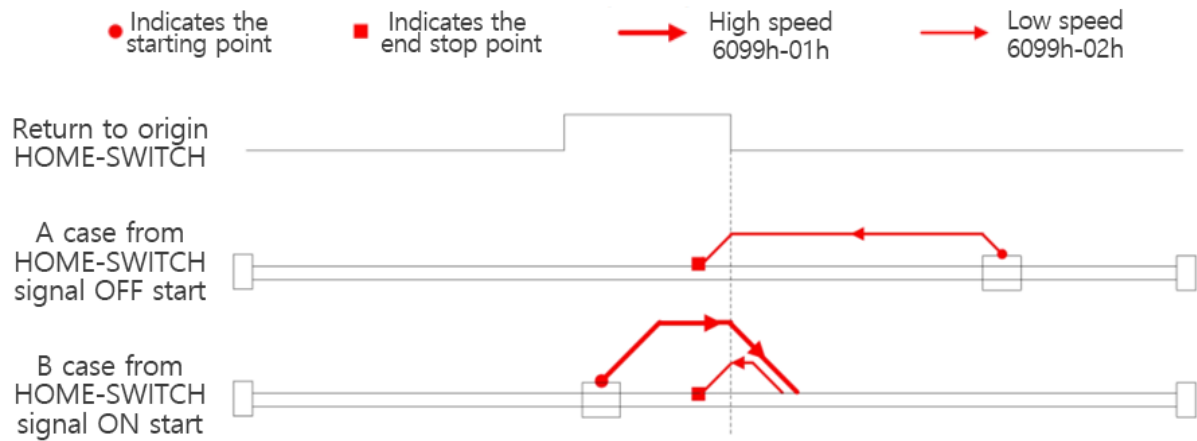 Indicates the
starting point
Indicates the
end stop point
High speed
6099h-01h
Low speed
6099h-02h
Return to origin
HOME-SWITCH
A case from
HOME-SWITCH
signal OFF start
B case from
HOME-SWITCH
signal ON start